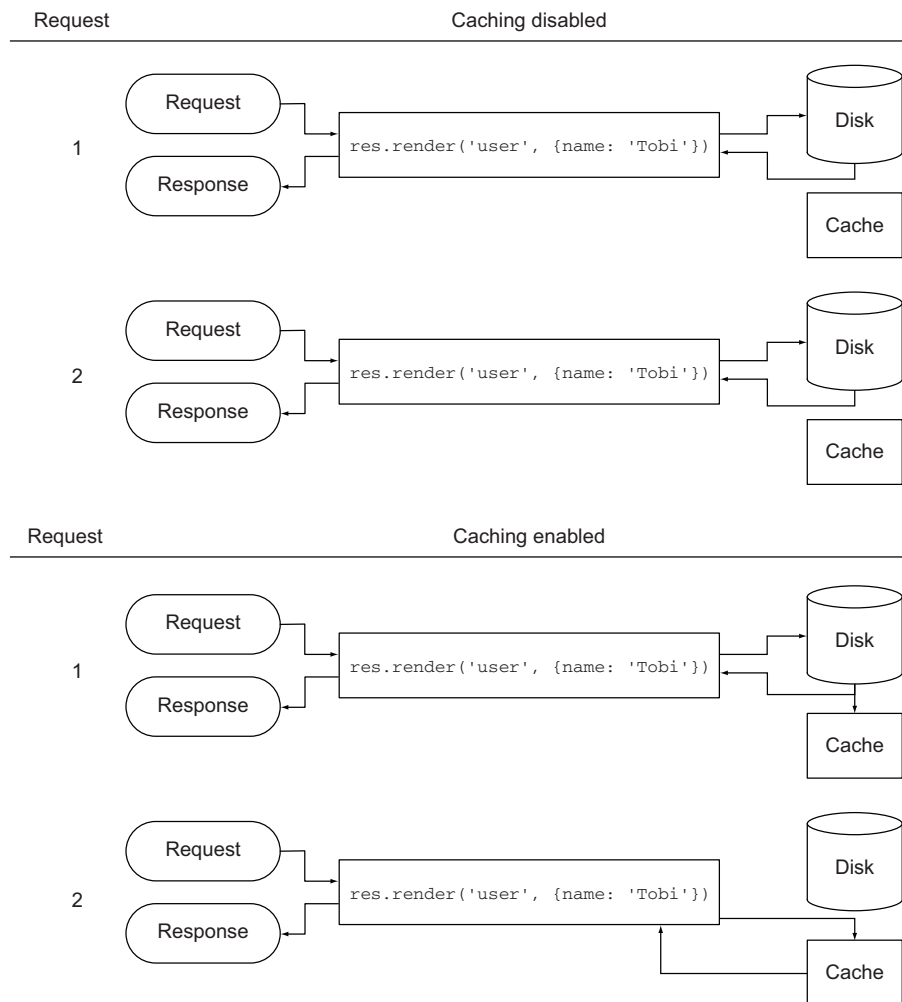 Request
Caching disabled
1
Request
Response
res.render('user', {name: 'Tobi'})
Disk
Cache
2
Request
Response
res.render('user', {name: 'Tobi'})
Disk
Cache
Request
Caching enabled
1
Request
Response
res.render('user', {name: 'Tobi'})
Disk
Cache
2
Request
Response
res.render('user', {name: 'Tobi'})
Disk
Cache